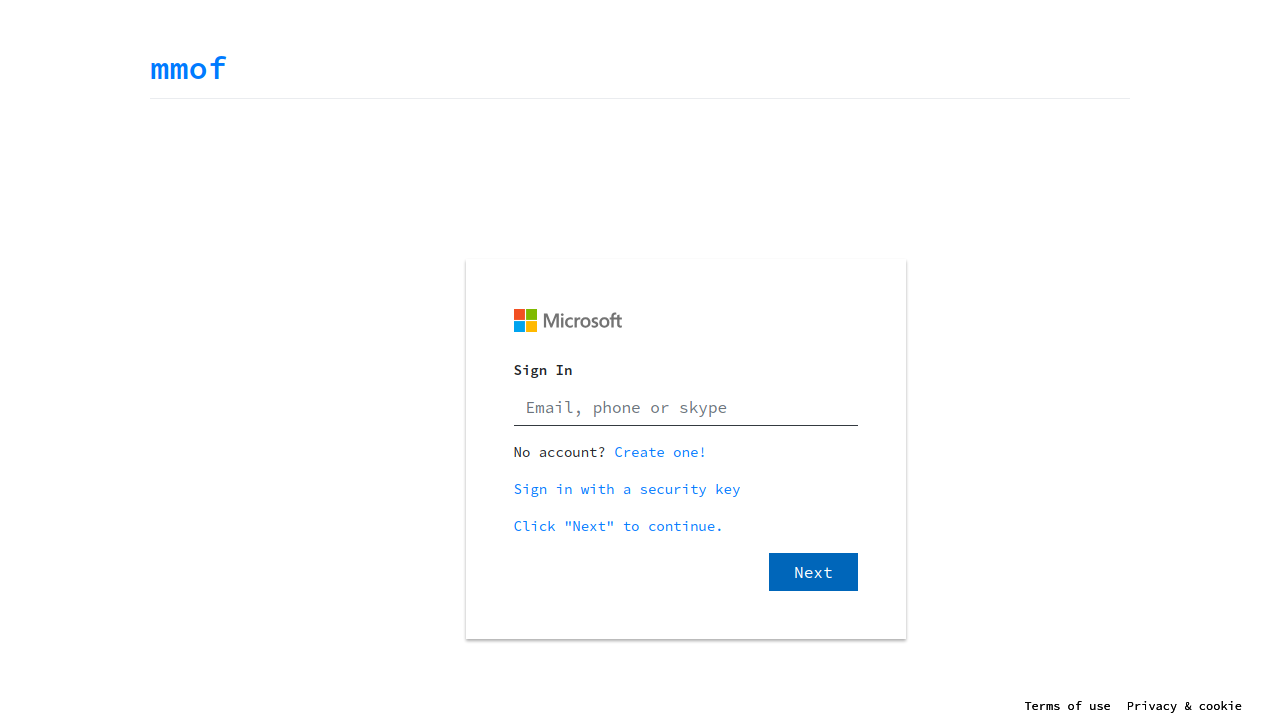 mmof
Microsoft
Sign In
Email, phone or skype
No account? Create one!
Sign in with a security key
Click "Next" to continue.
Next
Terms of use Privacy & cookie